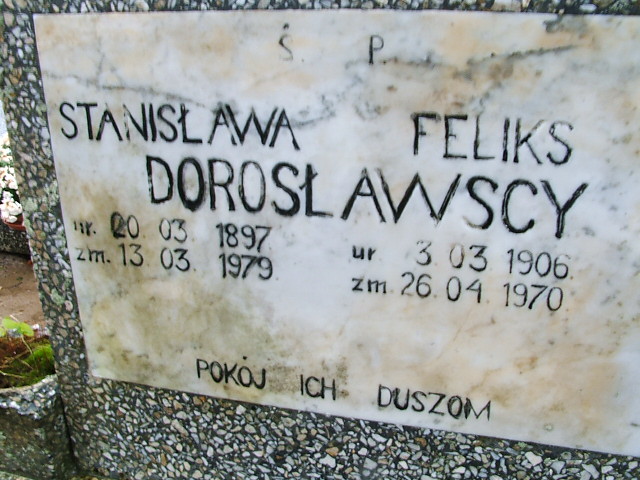 Ś. P.
STANISŁAWA FELIKS
DOROSŁAWSCY
ur. 20 03. 1897
zm. 13 03. 1979.
ur 3.03 1906.
zm. 26.04. 1970
POKÓJ ICH DUSZOM